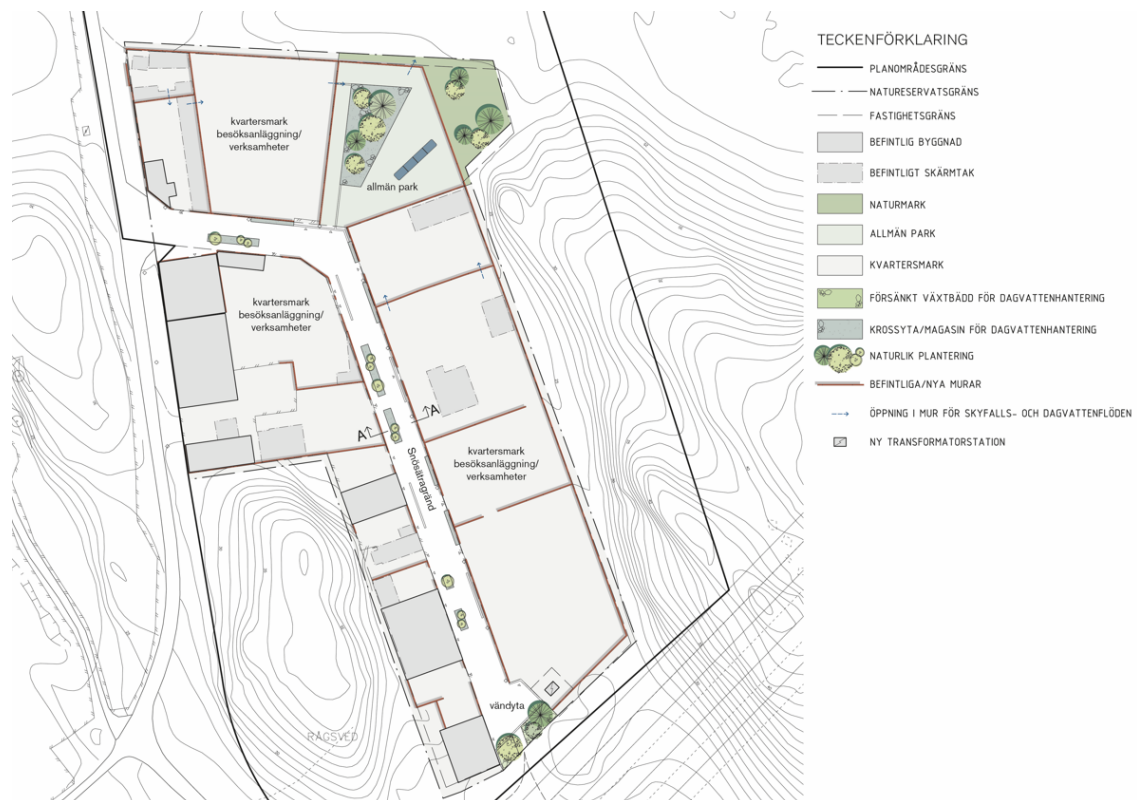 kvartersmark
besöksanläggning/
verksamheter
allmän park
kvartersmark
besöksanläggning/
verksamheter
A
A
Snösätragränd
kvartersmark
besöksanläggning/
verksamheter
vändyta
RÅGSVED
TECKENFÖRKLARING
PLANOMRÅDESGRÄNS
NATURESERVATSGRÄNS
FASTIGHETSGRÄNS
BEFINTLIG BYGGNAD
BEFINTLIGT SKÄRMTAK
NATURMARK
ALLMÄN PARK
KVARTERSMARK
FÖRSÄNKT VÄXTBÄDD FÖR DAGVATTENHANTERING
KROSSYTA/MAGASIN FÖR DAGVATTENHANTERING
NATURLIK PLANTERING
BEFINTLIGA/NYA MURAR
ÖPPNING I MUR FÖR SKYFALLS- OCH DAGVATTENFLÖDEN
NY TRANSFORMATORSTATION